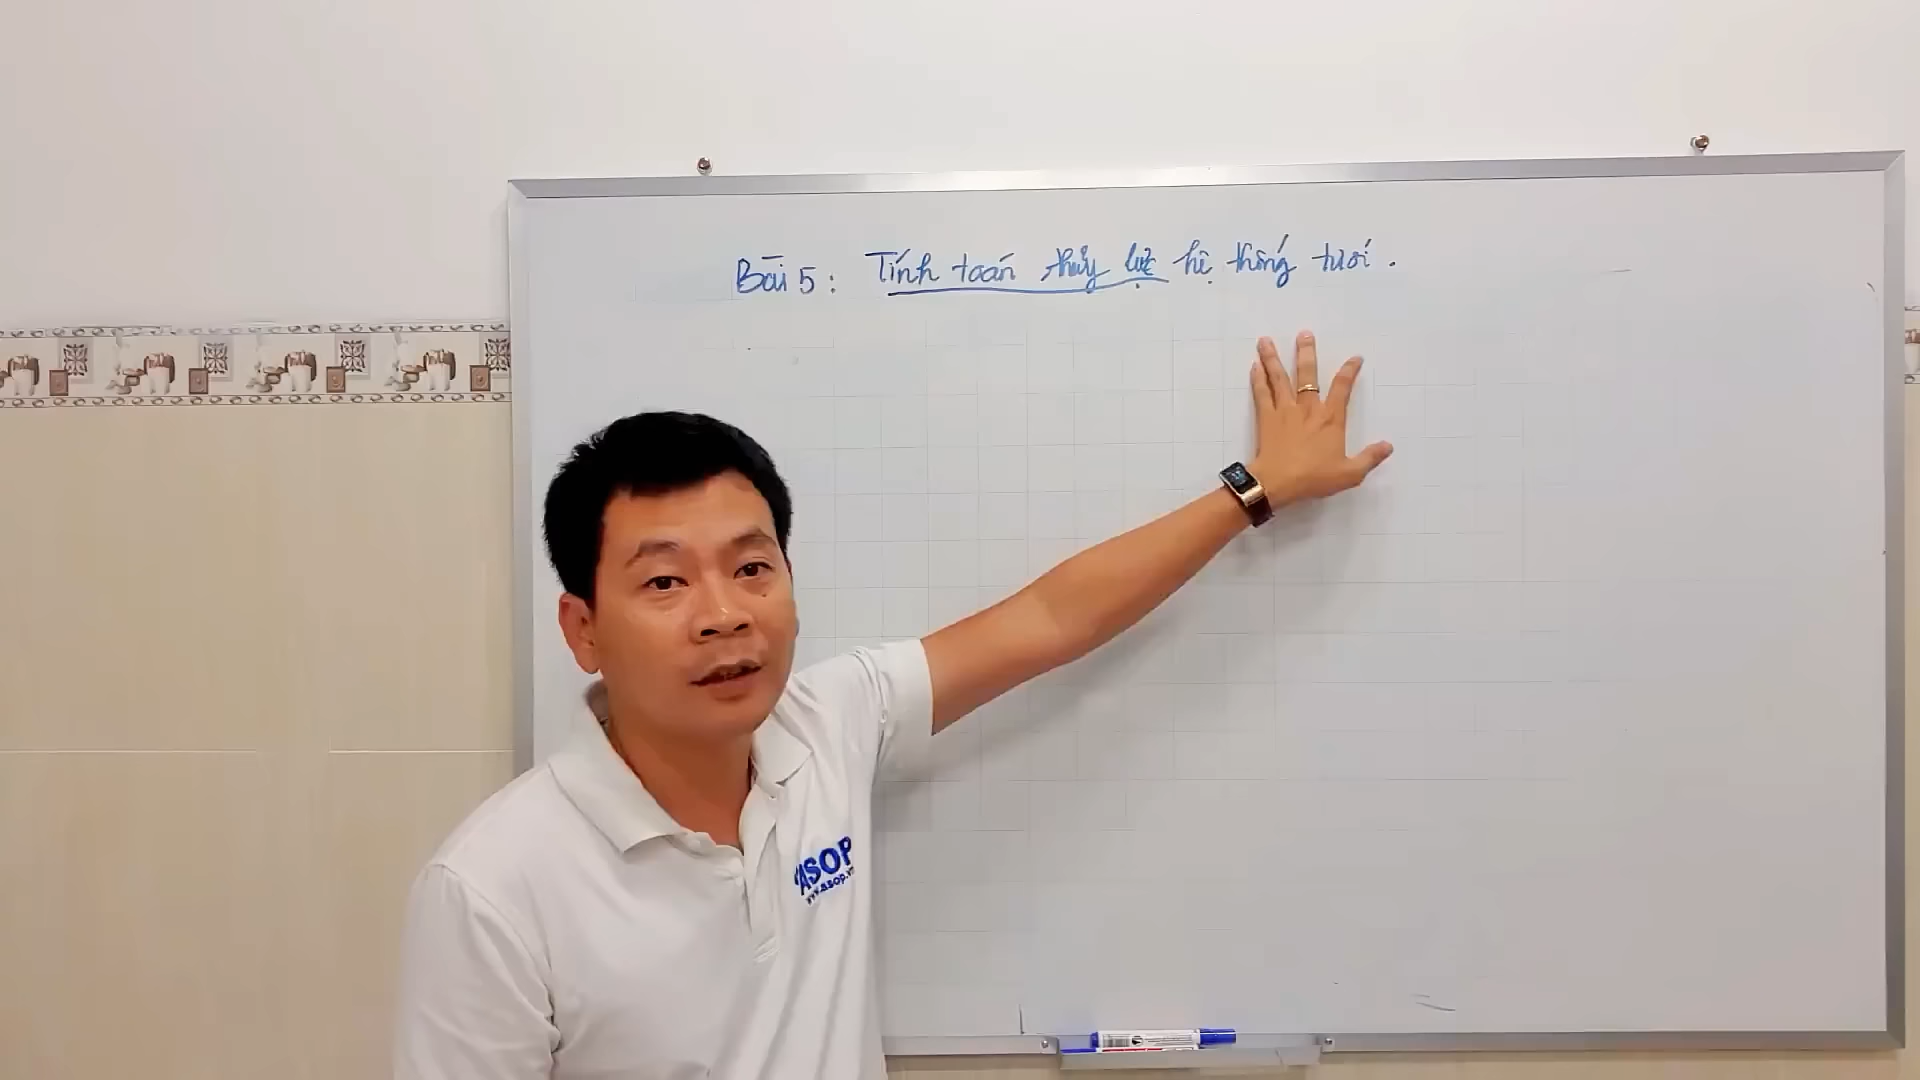 Bài 5: Tính toán thủy lực hệ thống tưới.
ASOP